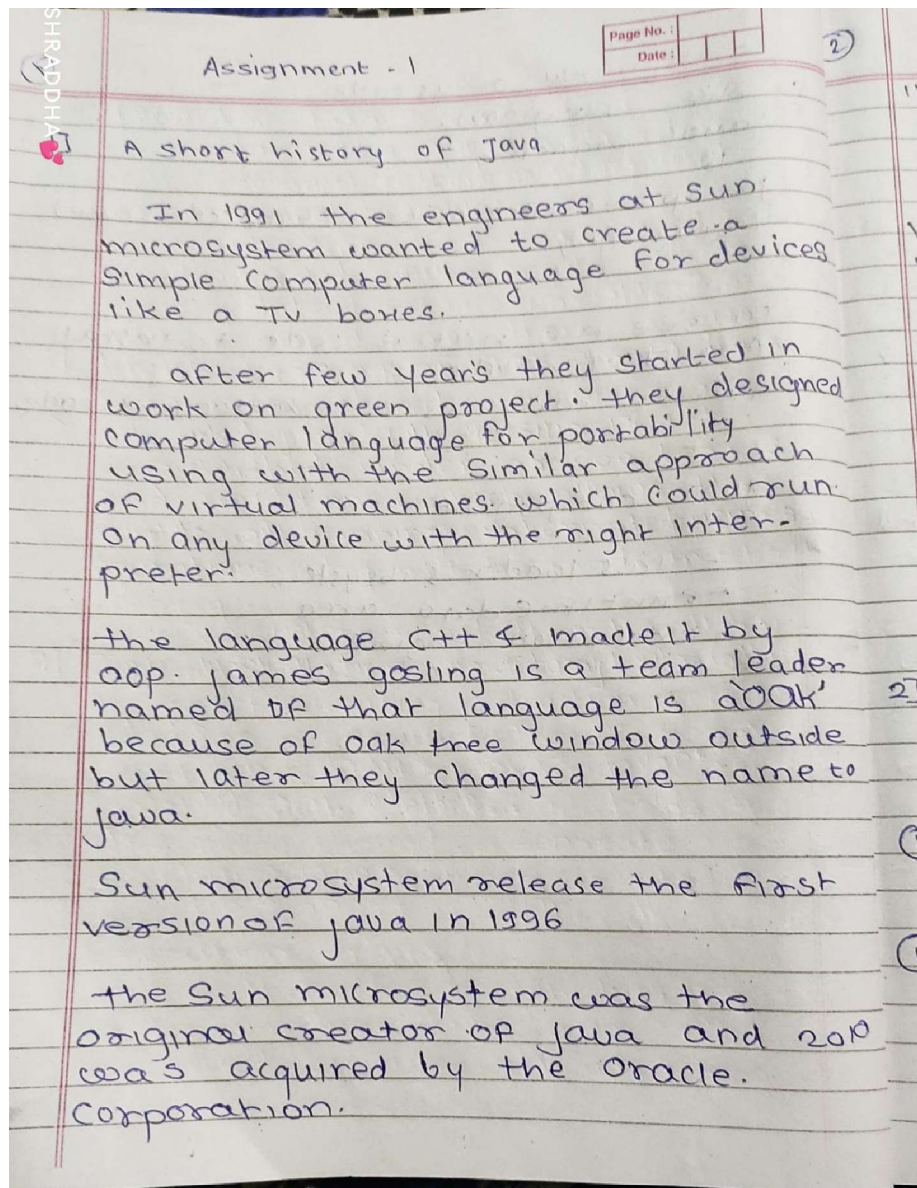 SHRADDHA
Page No. :
Date :
2
Assignment - 1
A short history of Java
In 1991 the engineers at Sun
microsystem wanted to create a
Simple Computer language for devices
like a TV boxes.
after few year's they started in
work on green project. they designed
computer language for portability
using with the similar approach
of virtual machines. which could run
on any device with the right inter-
preter.
the language C++ & made it by
oop. james gosling is a team leader
named of that language is 'oak'
because of oak tree window outside
but later they changed the name to
java.
Sun microsystem release the first
version of java in 1996
the Sun microsystem was the
original creator of java and 2010
was acquired by the oracle.
corporation.
2